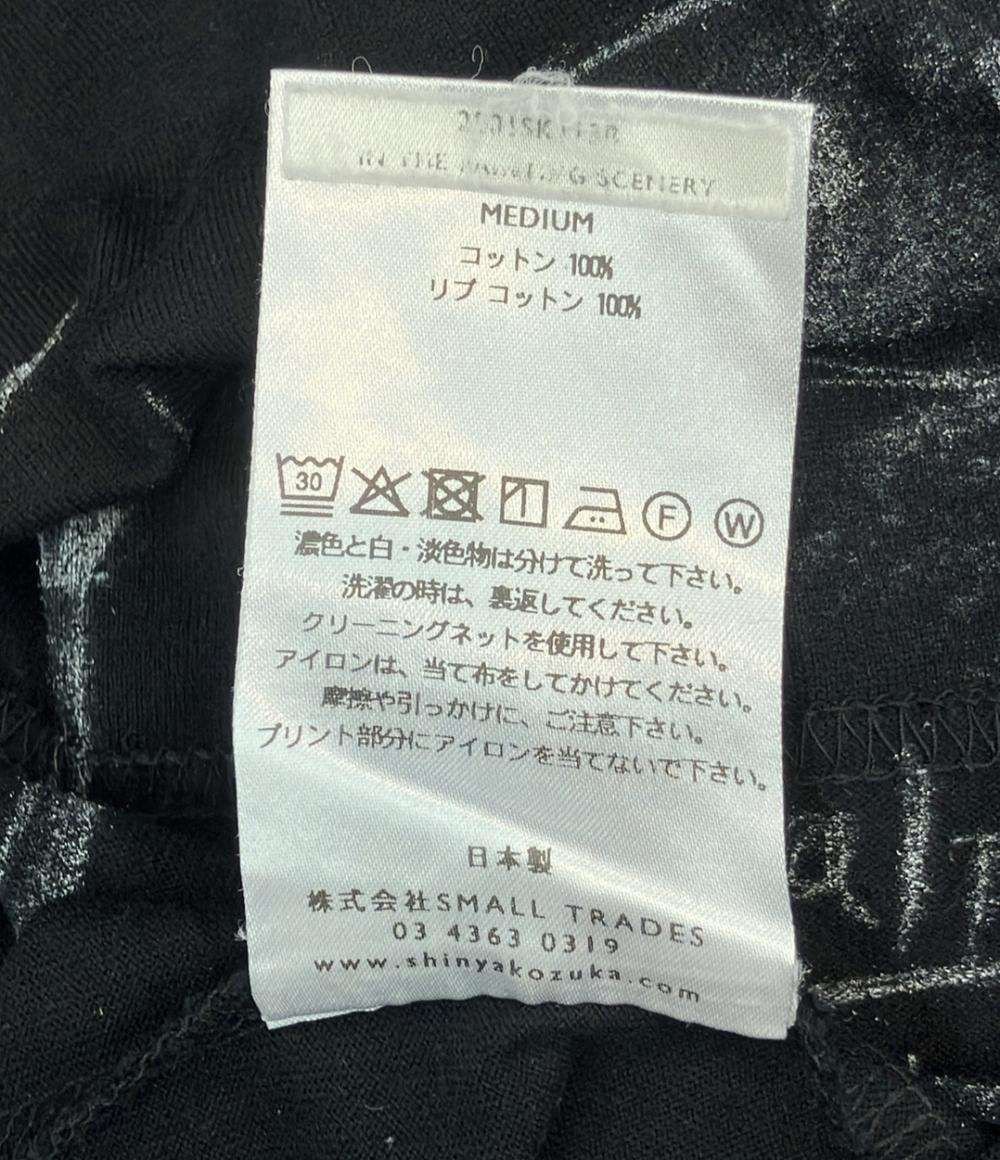 IN THE SCENERY
MEDIUM
コットン 100%
リブ コットン 100%
30
F W
濃色と白・淡色物は分けて洗って下さい。
洗濯の時は、裏返してください。
クリーニングネットを使用して下さい。
アイロンは、当て布をしてかけてください。
摩擦や引っかけに、ご注意下さい。
プリント部分にアイロンを当てないで下さい。
日本製
株式会社SMALL TRADES
03 4363 0319
www.shinyakozuka.com